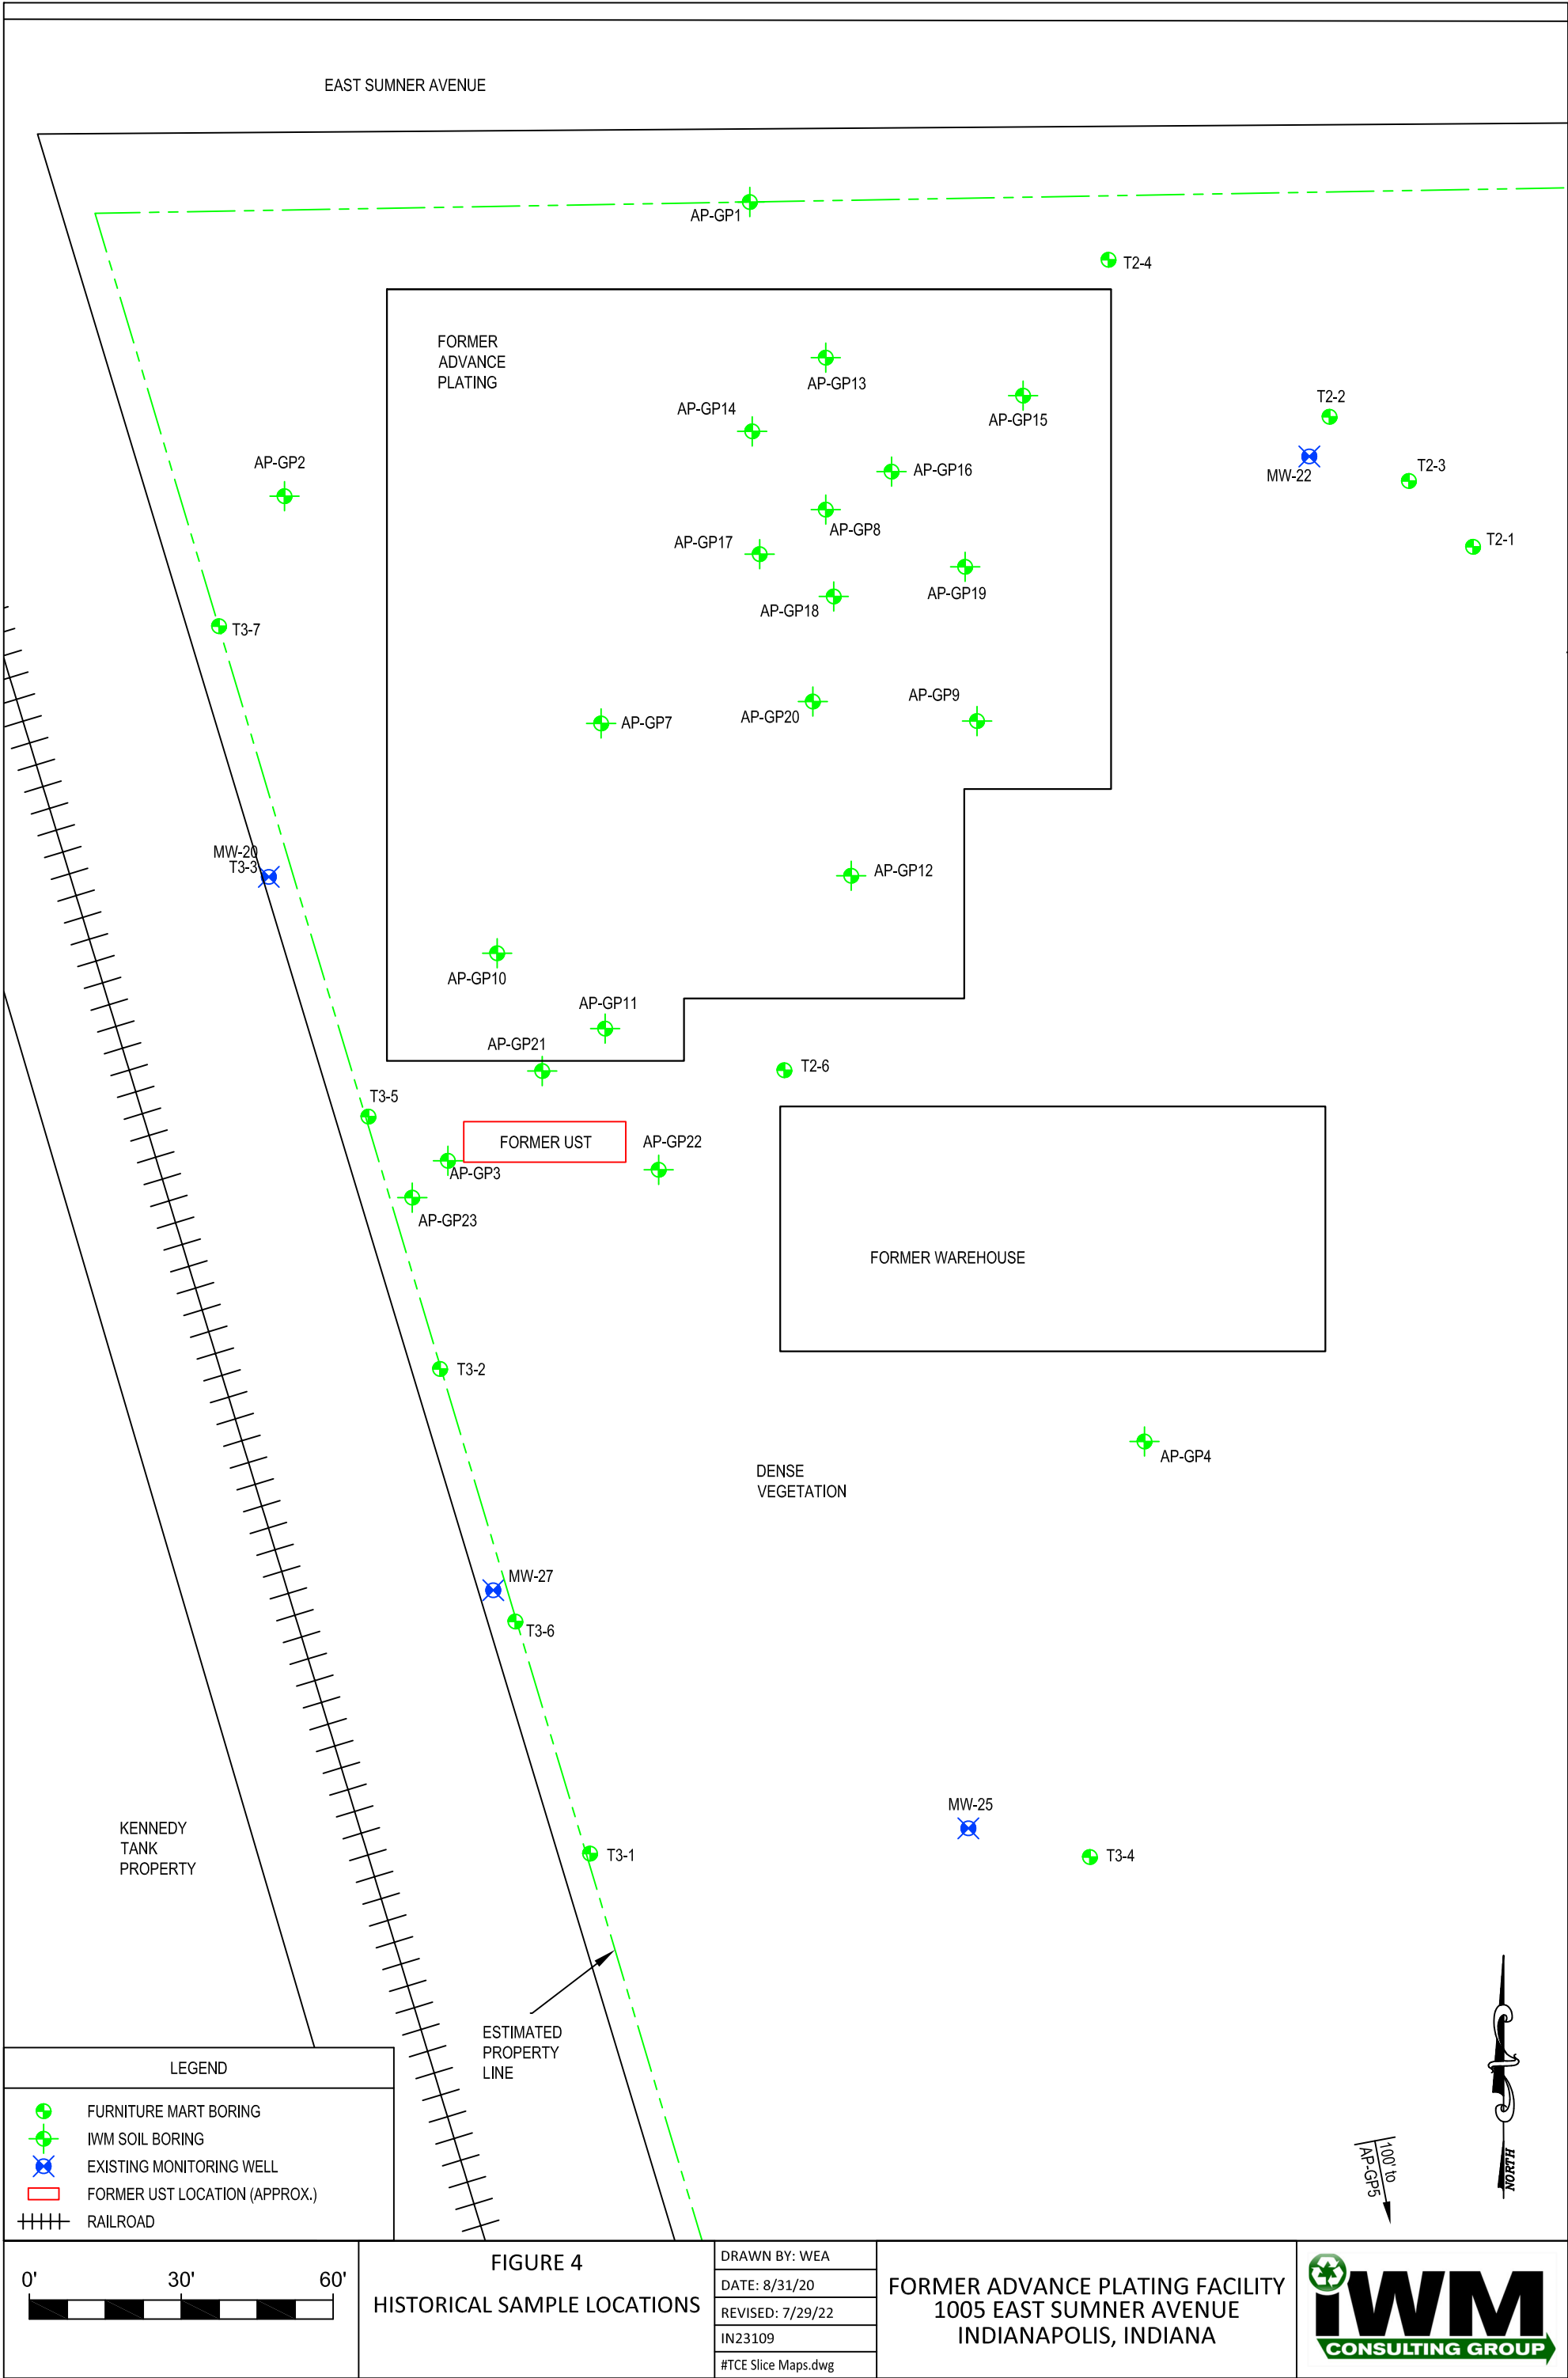 EAST SUMNER AVENUE
AP-GP1
T2-4
FORMER
ADVANCE
PLATING
AP-GP13
AP-GP14
AP-GP15
T2-2
AP-GP2
AP-GP16
MW-22
T2-3
AP-GP8
AP-GP17
T2-1
AP-GP19
AP-GP18
T3-7
AP-GP9
AP-GP7
AP-GP20
MW-20
T3-3
AP-GP12
AP-GP10
AP-GP11
AP-GP21
T2-6
T3-5
FORMER UST
AP-GP22
AP-GP3
AP-GP23
FORMER WAREHOUSE
T3-2
AP-GP4
DENSE
VEGETATION
MW-27
T3-6
MW-25
KENNEDY
TANK
PROPERTY
T3-1
T3-4
ESTIMATED
PROPERTY
LINE
100' to
AP-GP5
NORTH
LEGEND
FURNITURE MART BORING
IWM SOIL BORING
EXISTING MONITORING WELL
FORMER UST LOCATION (APPROX.)
RAILROAD
0' 30' 60'
FIGURE 4
HISTORICAL SAMPLE LOCATIONS
DRAWN BY: WEA
DATE: 8/31/20
REVISED: 7/29/22
IN23109
#TCE Slice Maps.dwg
FORMER ADVANCE PLATING FACILITY
1005 EAST SUMNER AVENUE
INDIANAPOLIS, INDIANA
iWM
CONSULTING GROUP